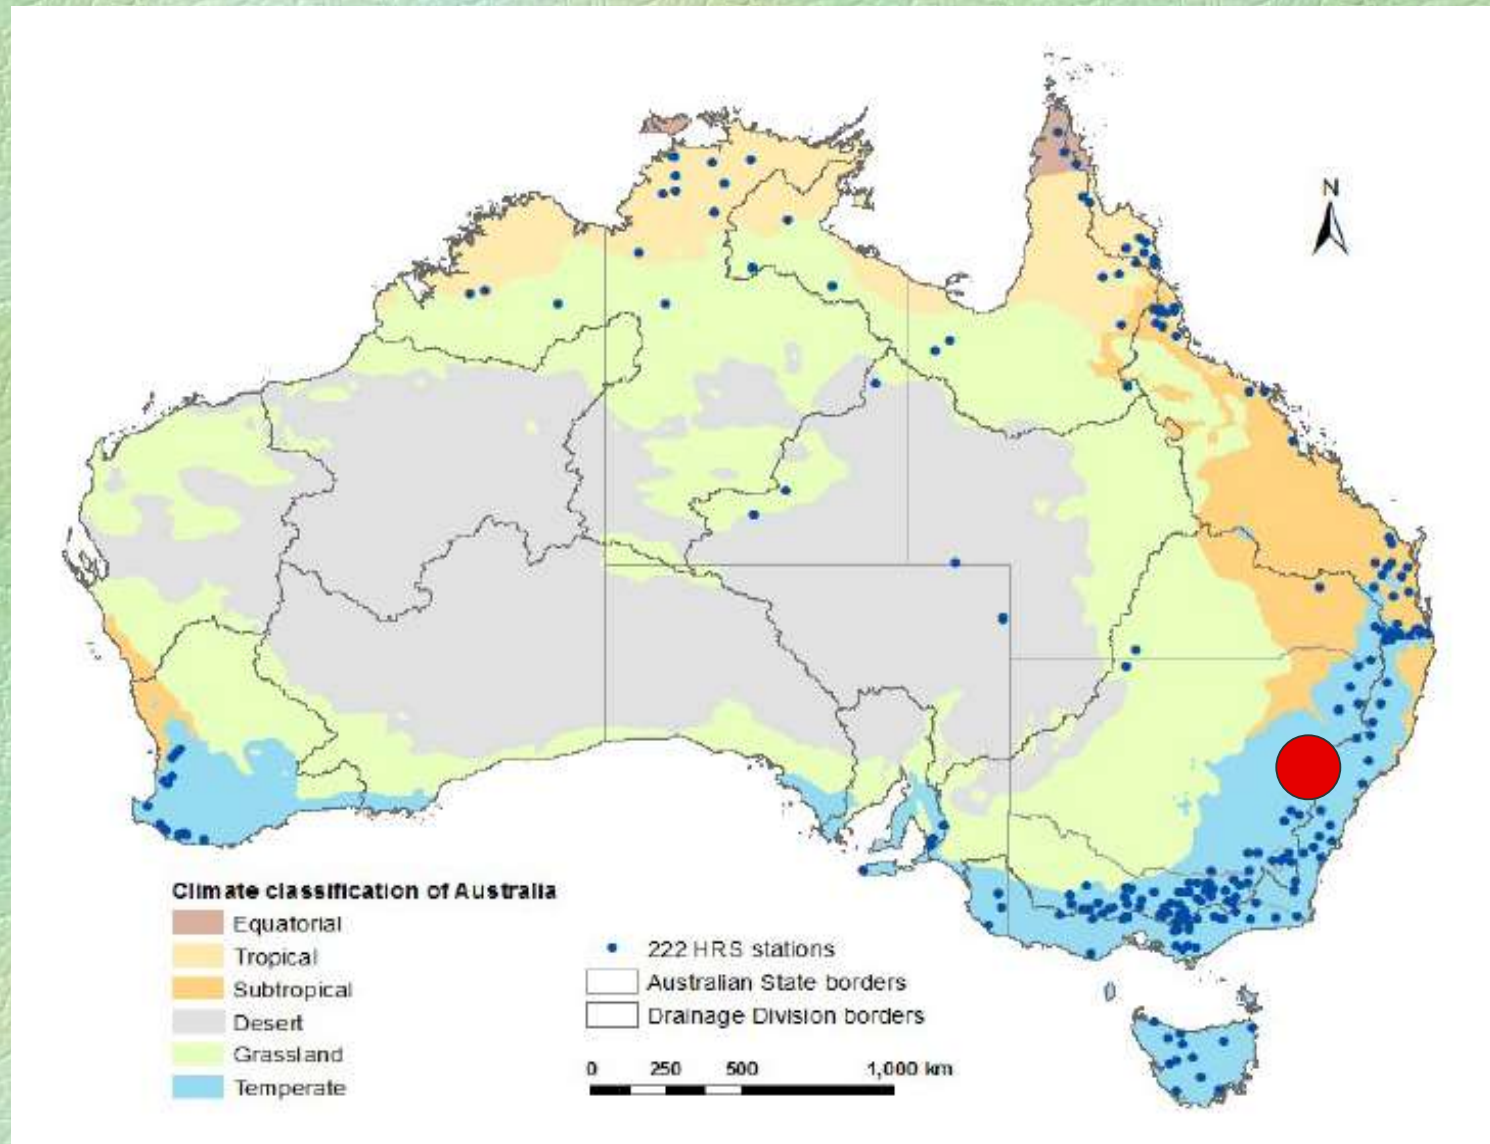 N
Climate classification of Australia
Equatorial
Tropical
Subtropical
Desert
Grassland
Temperate
222 HRS stations
Australian State borders
Drainage Division borders
0 250 500 1,000 km